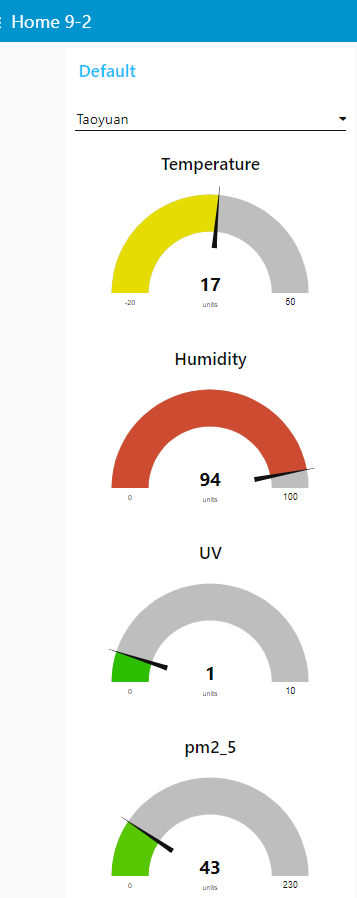 Home 9-2
Default
Taoyuan
Temperature
17
-20 units 50
Humidity
94
0 units 100
UV
1
0 units 10
pm2_5
43
0 units 230